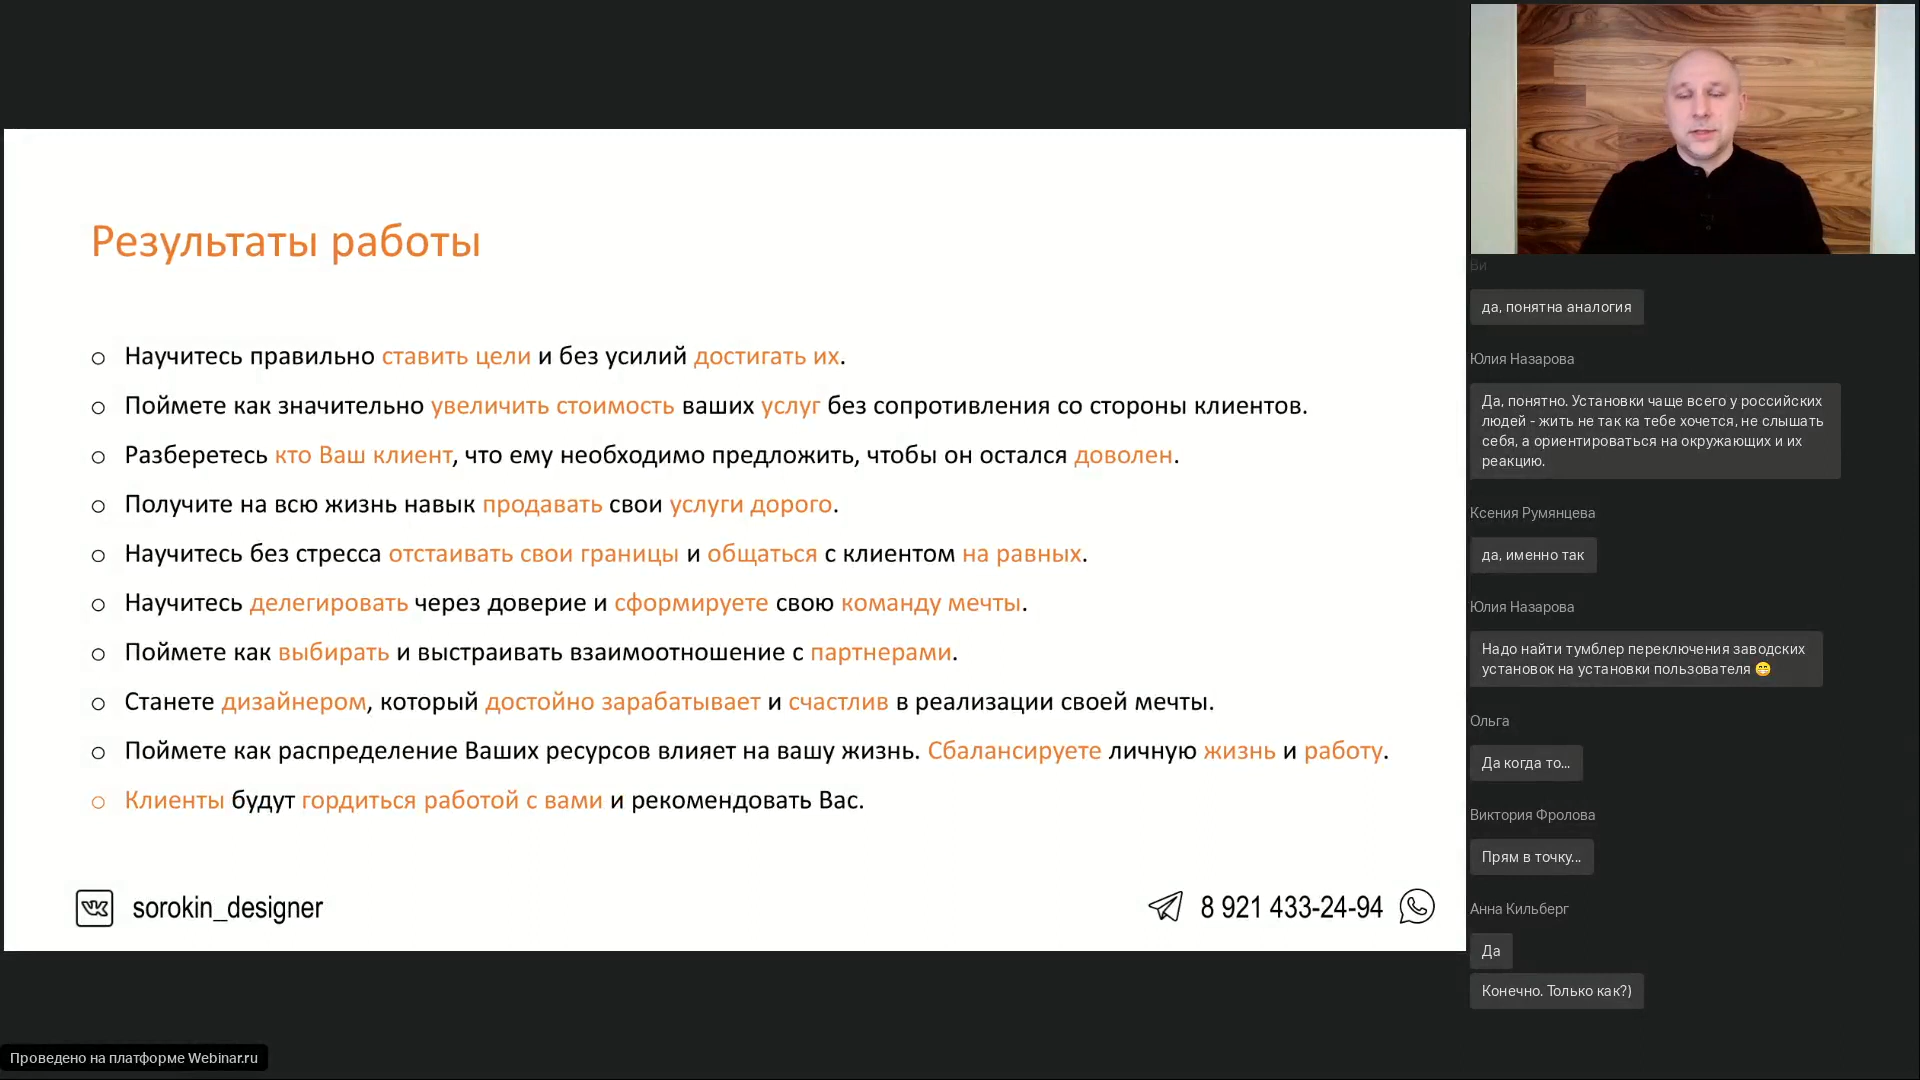 Результаты работы
Научитесь правильно ставить цели и без усилий достигать их.
Поймете как значительно увеличить стоимость ваших услуг без сопротивления со стороны клиентов.
Разберетесь кто Ваш клиент, что ему необходимо предложить, чтобы он остался доволен.
Получите на всю жизнь навык продавать свои услуги дорого.
Научитесь без стресса отстаивать свои границы и общаться с клиентом на равных.
Научитесь делегировать через доверие и сформируете свою команду мечты.
Поймете как выбирать и выстраивать взаимоотношение с партнерами.
Станете дизайнером, который достойно зарабатывает и счастлив в реализации своей мечты.
Поймете как распределение Ваших ресурсов влияет на вашу жизнь. Сбалансируете личную жизнь и работу.
Клиенты будут гордиться работой с вами и рекомендовать Вас.
sorokin_designer
8 921 433-24-94
Ви
да, понятна аналогия
Юлия Назарова
Да, понятно. Установки чаще всего у российских
людей - жить не так ка тебе хочется, не слышать
себя, а ориентироваться на окружающих и их
реакцию.
Ксения Румянцева
да, именно так
Юлия Назарова
Надо найти тумблер переключения заводских
установок на установки пользователя 😁
Ольга
Да когда то...
Виктория Фролова
Прям в точку...
Анна Кильберг
Да
Конечно. Только как?)
Проведено на платформе Webinar.ru